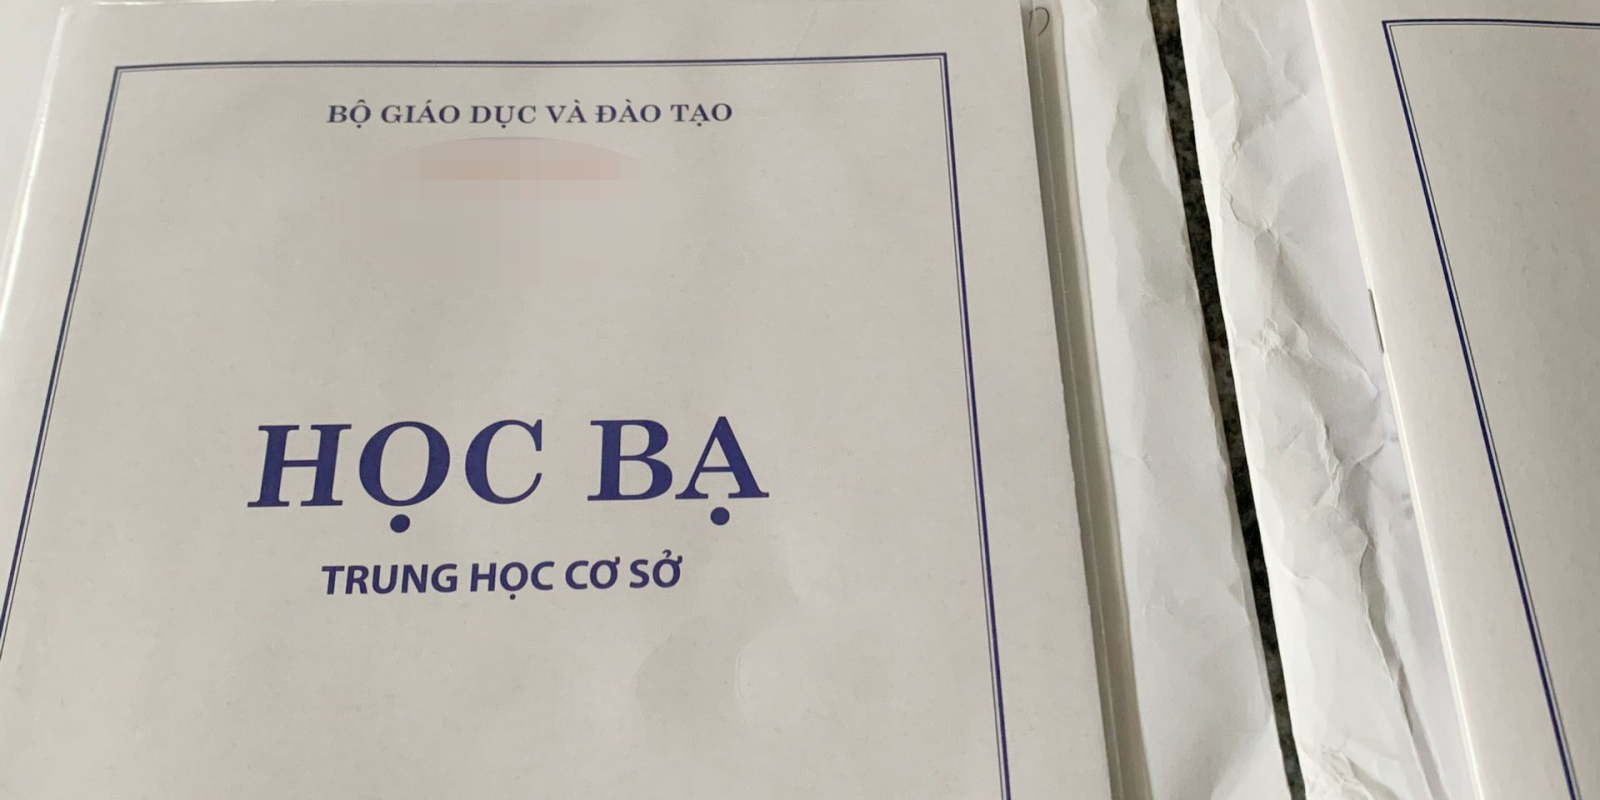 BỘ GIÁO DỤC VÀ ĐÀO TẠO
HỌC BẠ
TRUNG HỌC CƠ SỞ